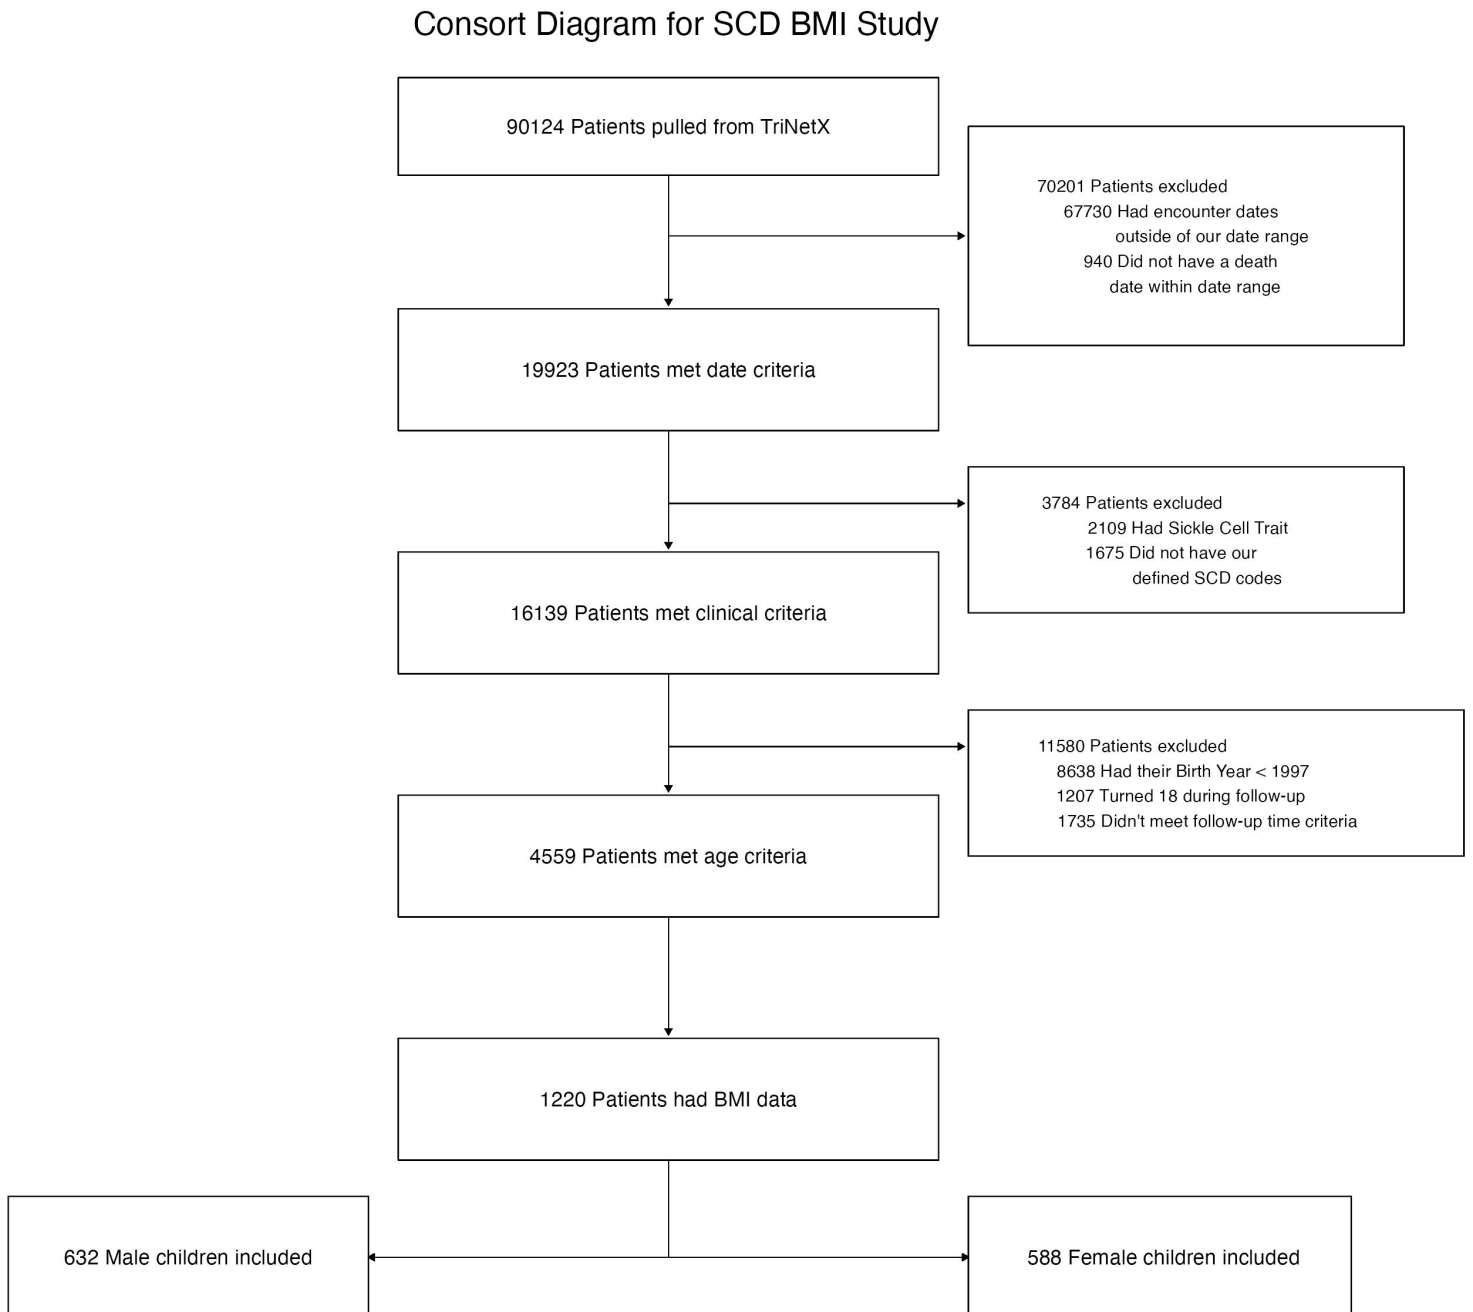 Consort Diagram for SCD BMI Study
90124 Patients pulled from TriNetX
70201 Patients excluded
67730 Had encounter dates
outside of our date range
940 Did not have a death
date within date range
19923 Patients met date criteria
3784 Patients excluded
2109 Had Sickle Cell Trait
1675 Did not have our
defined SCD codes
16139 Patients met clinical criteria
11580 Patients excluded
8638 Had their Birth Year < 1997
1207 Turned 18 during follow-up
1735 Didn't meet follow-up time criteria
4559 Patients met age criteria
1220 Patients had BMI data
632 Male children included
588 Female children included